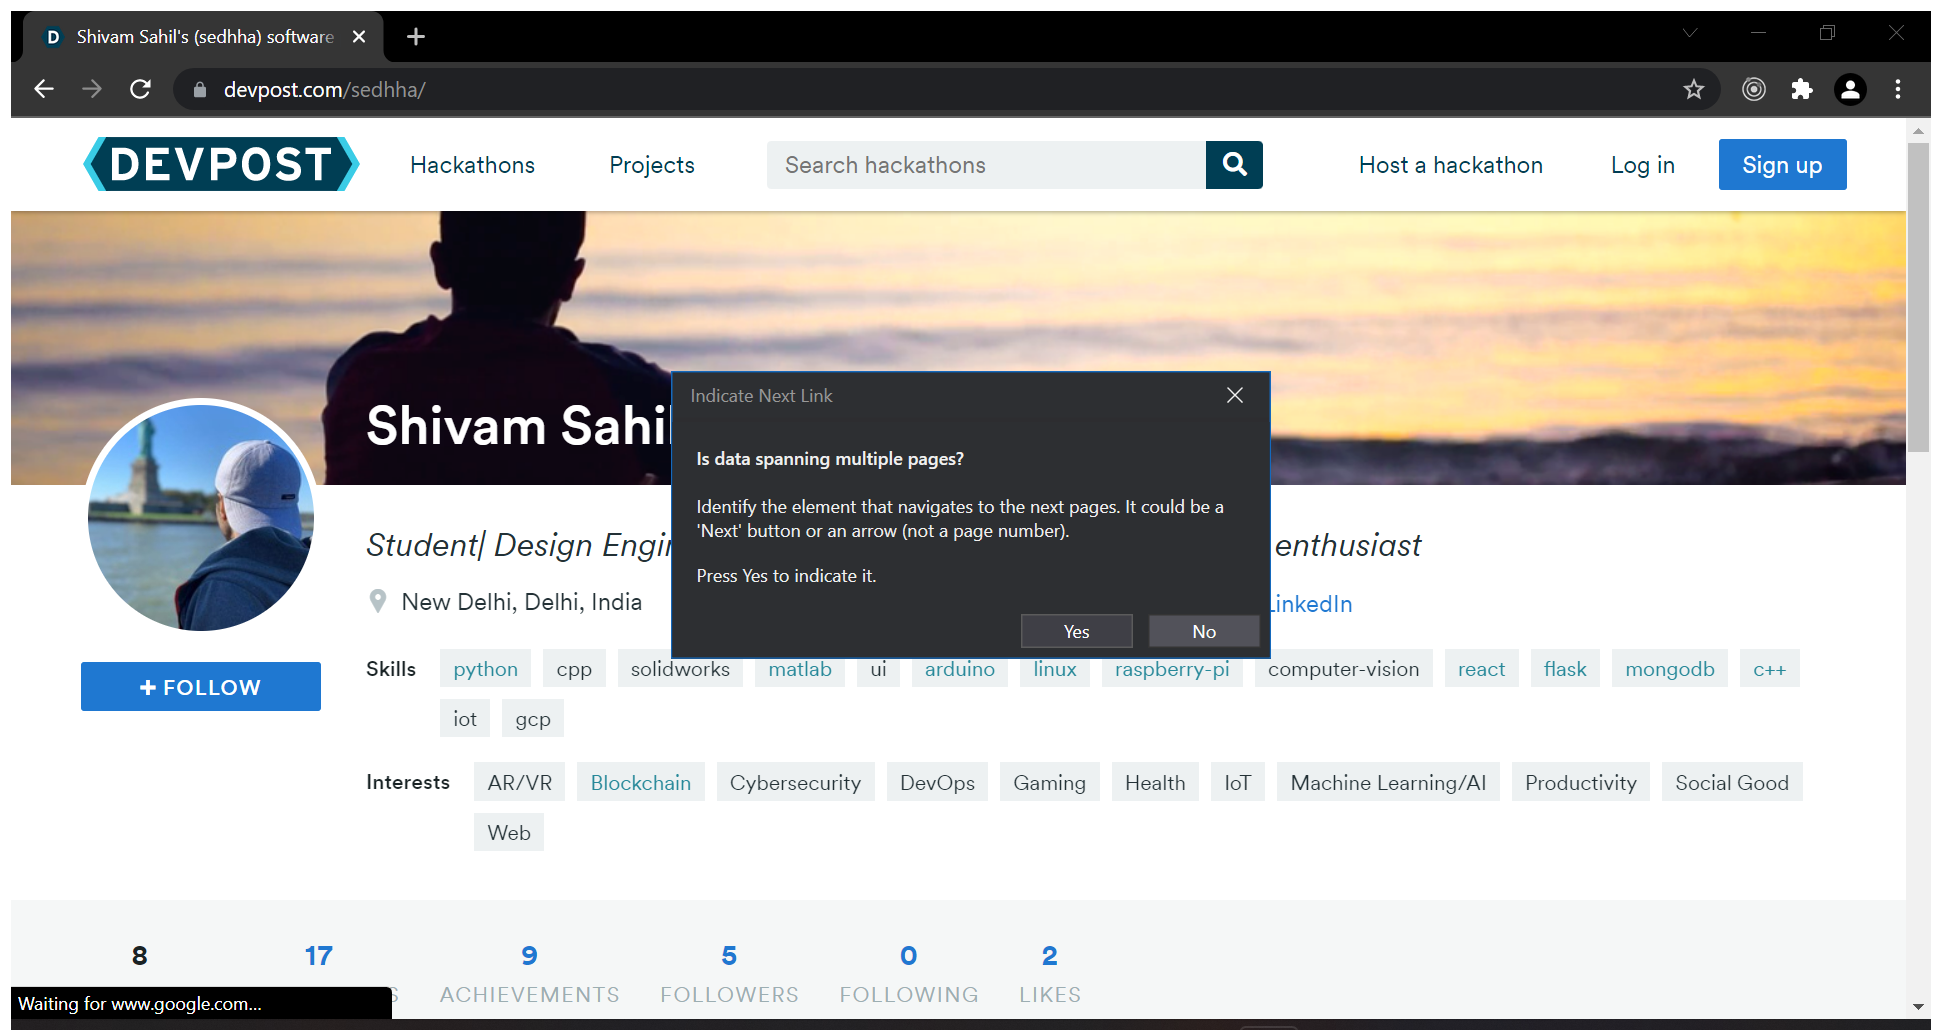 D Shivam Sahil's (sedhha) software
devpost.com/sedhha/
DEVPOST Hackathons Projects Search hackathons Host a hackathon Log in Sign up
Shivam Sahil
Indicate Next Link
Is data spanning multiple pages?
Identify the element that navigates to the next pages. It could be a
'Next' button or an arrow (not a page number).
Press Yes to indicate it.
Yes No
Student| Design enthusiast
New Delhi, Delhi, India LinkedIn
+ FOLLOW
Skills python cpp solidworks matlab ui arduino linux raspberry-pi computer-vision react flask mongodb c++
iot gcp
Interests AR/VR Blockchain Cybersecurity DevOps Gaming Health IoT Machine Learning/AI Productivity Social Good
Web
8 17 9 5 0 2
ACHIEVEMENTS FOLLOWERS FOLLOWING LIKES
Waiting for www.google.com...